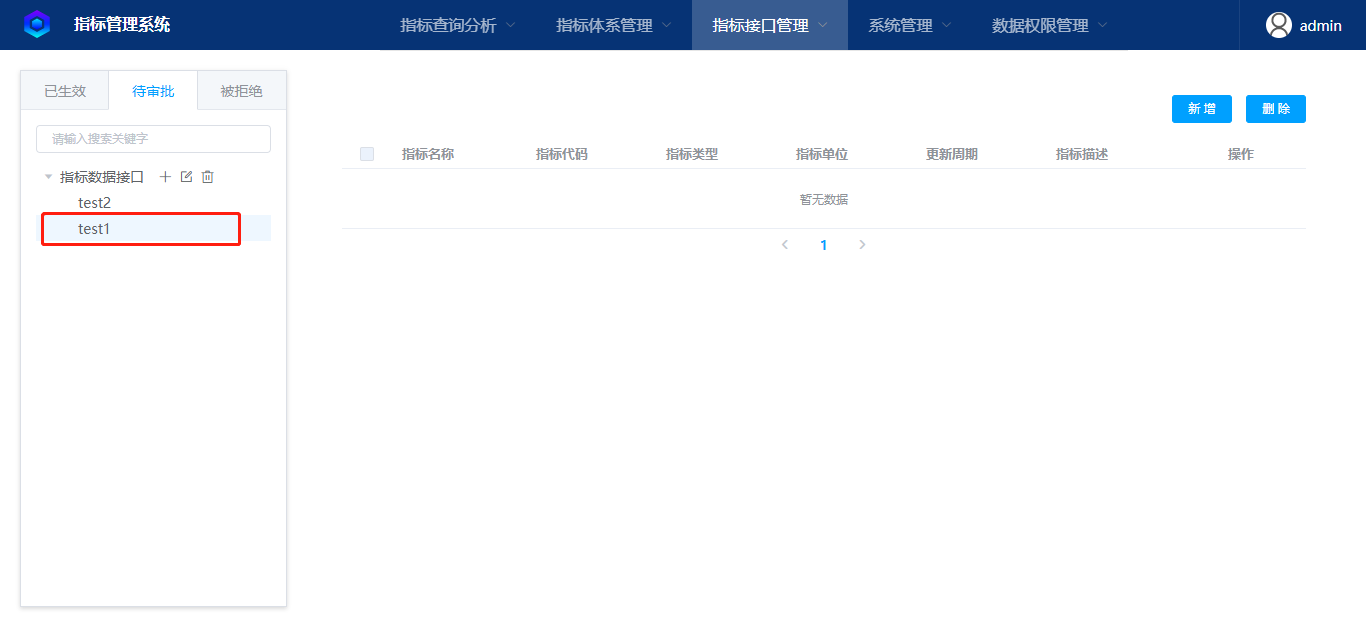 指标管理系统
指标查询分析
指标体系管理
指标接口管理
系统管理
数据权限管理
admin
已生效
待审批
被拒绝
请输入搜索关键字
指标数据接口
test2
test1
新增
删除
指标名称
指标代码
指标类型
指标单位
更新周期
指标描述
操作
暂无数据
1